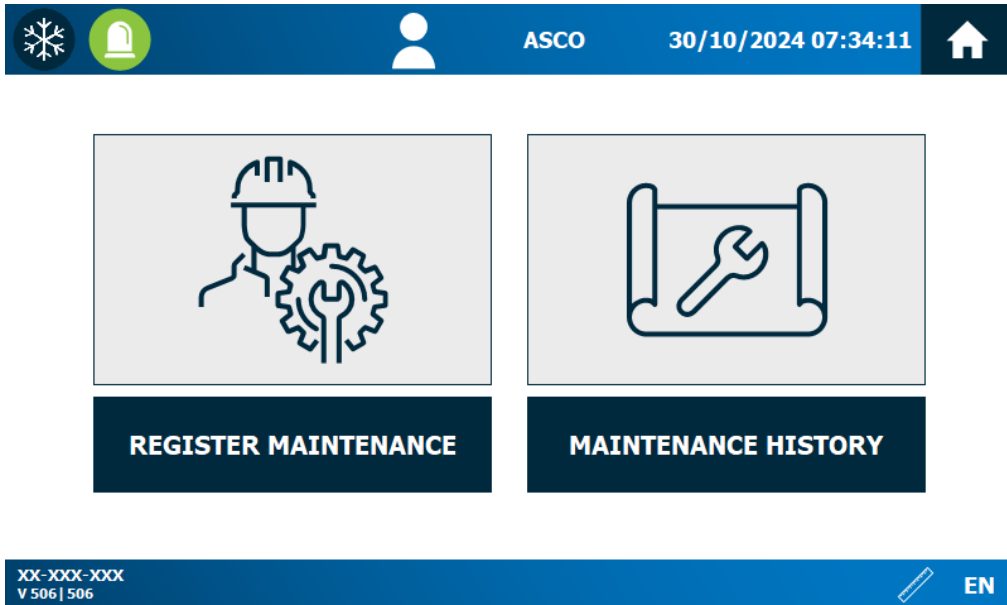 ASCO 30/10/2024 07:34:11
REGISTER MAINTENANCE
MAINTENANCE HISTORY
XX-XXX-XXX
V 506|506
EN